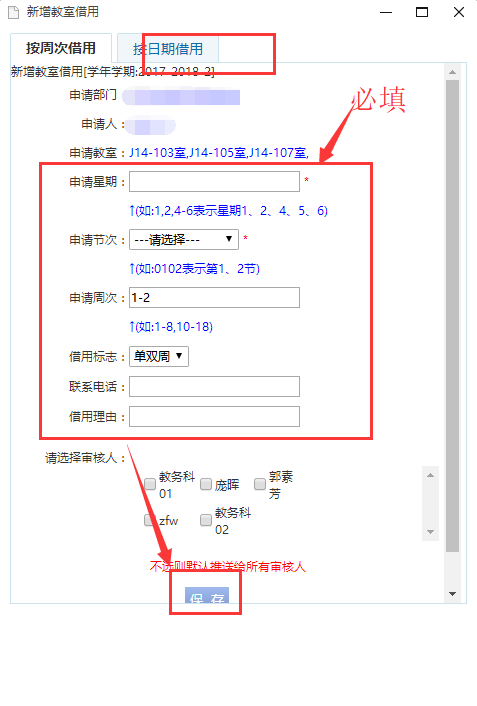 新增教室借用
按周次借用 按日期借用
新增教室借用[学年学期:2017-2018-2]
必填
申请部门
申请人：
申请教室：J14-103室,J14-105室,J14-107室,
申请星期： *
↑(如:1,2,4-6表示星期1、2、4、5、6)
申请节次：---请选择--- *
↑(如:0102表示第1、2节)
申请周次：1-2
↑(如:1-8,10-18)
借用标志：单双周
联系电话：
借用理由：
请选择审核人：
教务科01 庞晖 郭素芳
zfw 教务科02
不选则默认推送给所有审核人
保 存